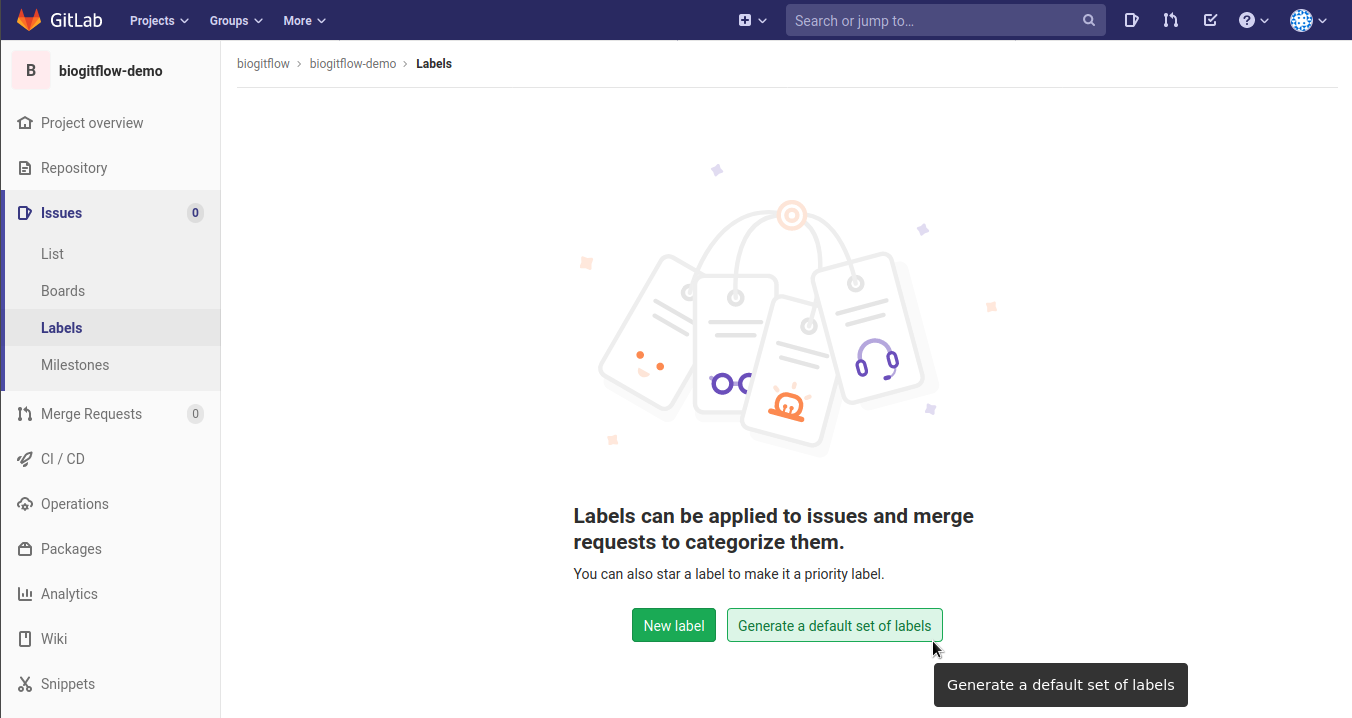 GitLab
Projects
Groups
More
Search or jump to...
B
biogitflow-demo
Project overview
Repository
Issues
0
List
Boards
Labels
Milestones
Merge Requests
0
CI / CD
Operations
Packages
Analytics
Wiki
Snippets
biogitflow > biogitflow-demo > Labels
Labels can be applied to issues and merge
requests to categorize them.
You can also star a label to make it a priority label.
New label
Generate a default set of labels
Generate a default set of labels